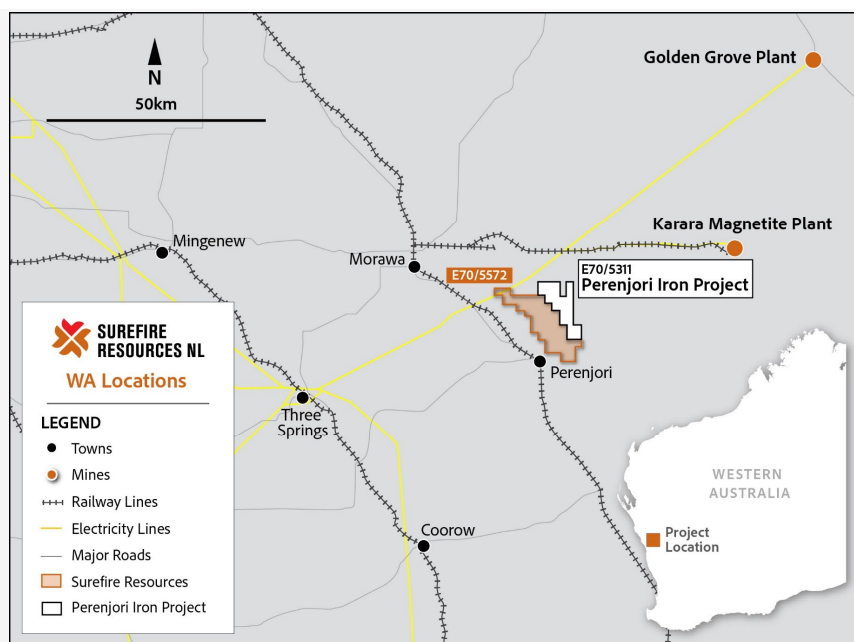 N
50km
Golden Grove Plant
Karara Magnetite Plant
Mingenew
Morawa
E70/5572
E70/5311
Perenjori Iron Project
Perenjori
Three
Springs
Coorow
SUREFIRE
RESOURCES NL
WA Locations
LEGEND
Towns
Mines
Railway Lines
Electricity Lines
Major Roads
Surefire Resources
Perenjori Iron Project
WESTERN
AUSTRALIA
Project
Location